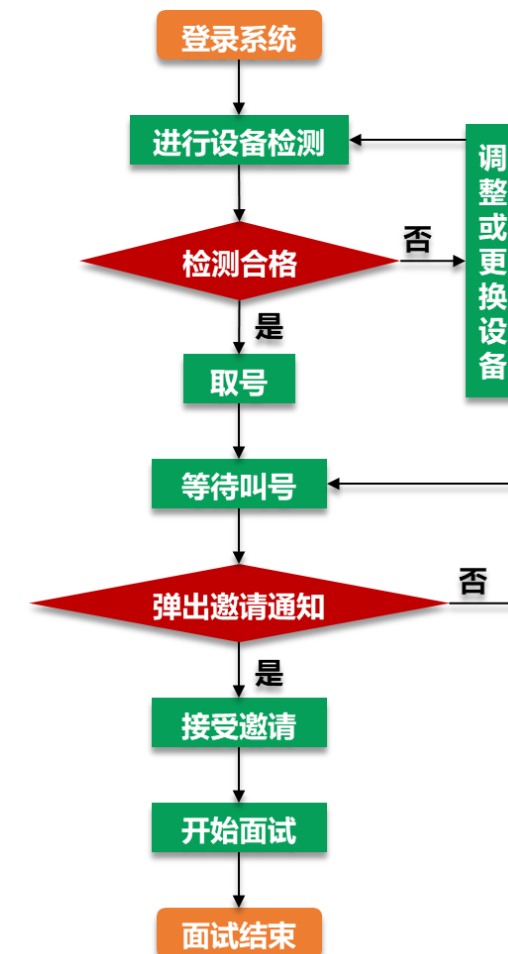 登录系统
进行设备检测
调整或更换设备
检测合格
否
是
取号
等待叫号
弹出邀请通知
否
是
接受邀请
开始面试
面试结束